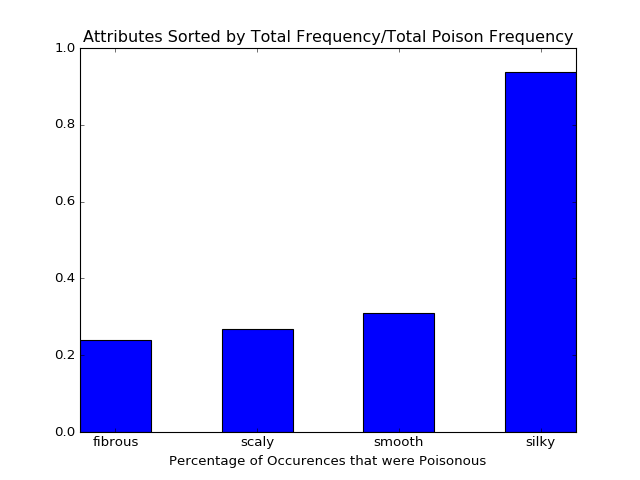 Attributes Sorted by Total Frequency/Total Poison Frequency
1.0
0.8
0.6
0.4
0.2
0.0
fibrous scaly smooth silky
Percentage of Occurences that were Poisonous